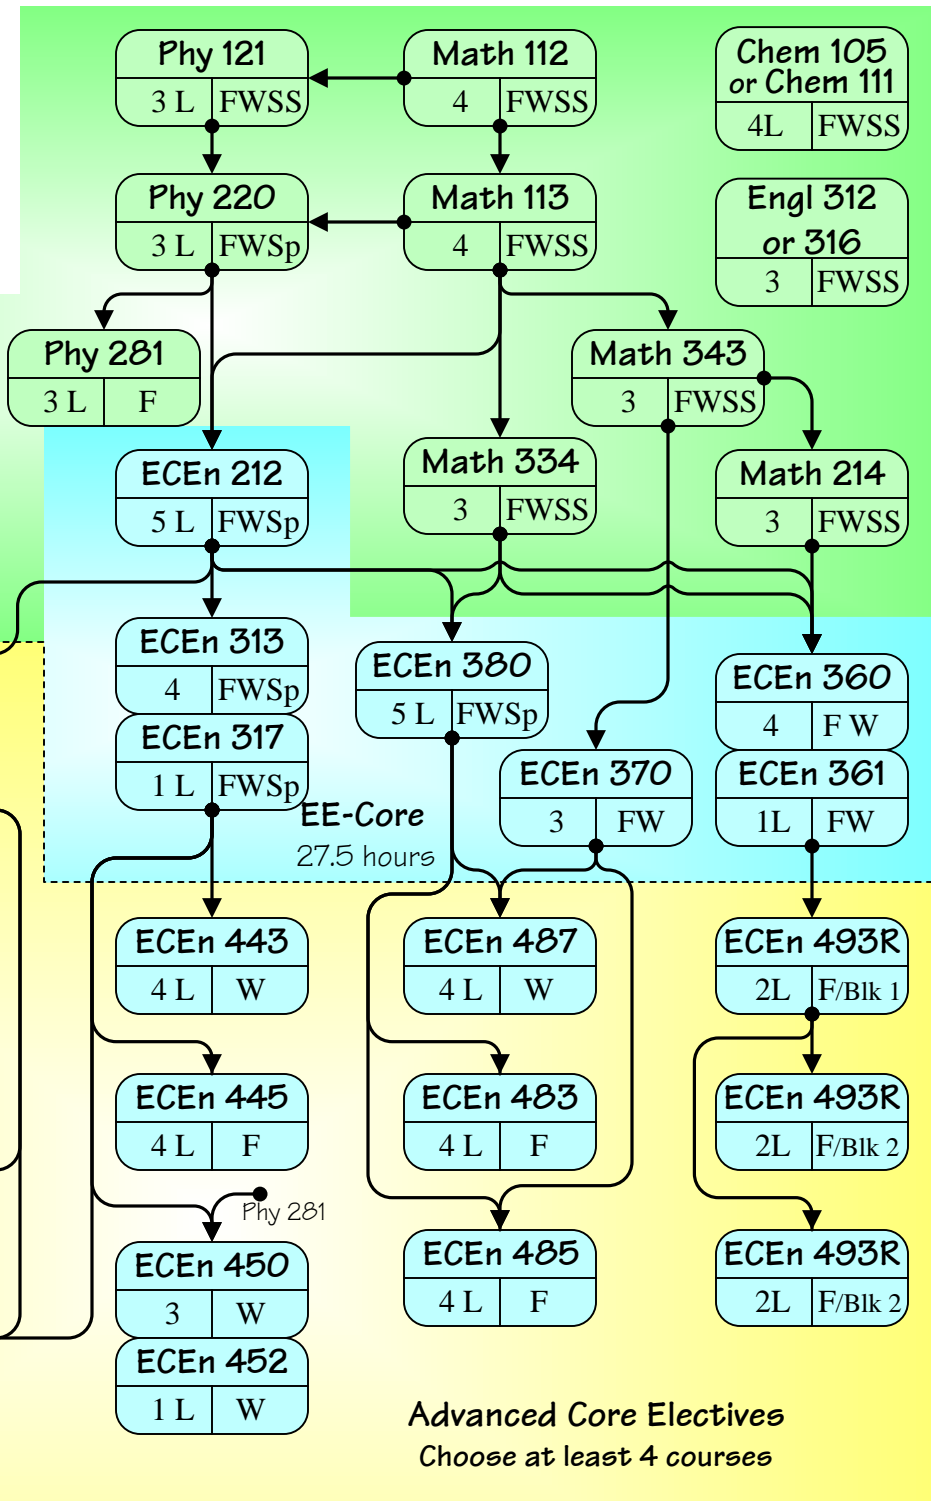 Phy 121
3 L FWSS
Math 112
4 FWSS
Chem 105
or Chem 111
4L FWSS
Phy 220
3 L FWSp
Math 113
4 FWSS
Engl 312
or 316
3 FWSS
Phy 281
3 L F
Math 343
3 FWSS
ECEn 212
5 L FWSp
Math 334
3 FWSS
Math 214
3 FWSS
ECEn 313
4 FWSp
ECEn 317
1 L FWSp
ECEn 380
5 L FWSp
ECEn 360
4 F W
ECEn 361
1L FW
ECEn 370
3 FW
EE-Core
27.5 hours
ECEn 443
4 L W
ECEn 487
4 L W
ECEn 493R
2L F/Blk 1
ECEn 445
4 L F
ECEn 483
4 L F
ECEn 493R
2L F/Blk 2
Phy 281
ECEn 450
3 W
ECEn 452
1 L W
ECEn 485
4 L F
ECEn 493R
2L F/Blk 2
Advanced Core Electives
Choose at least 4 courses